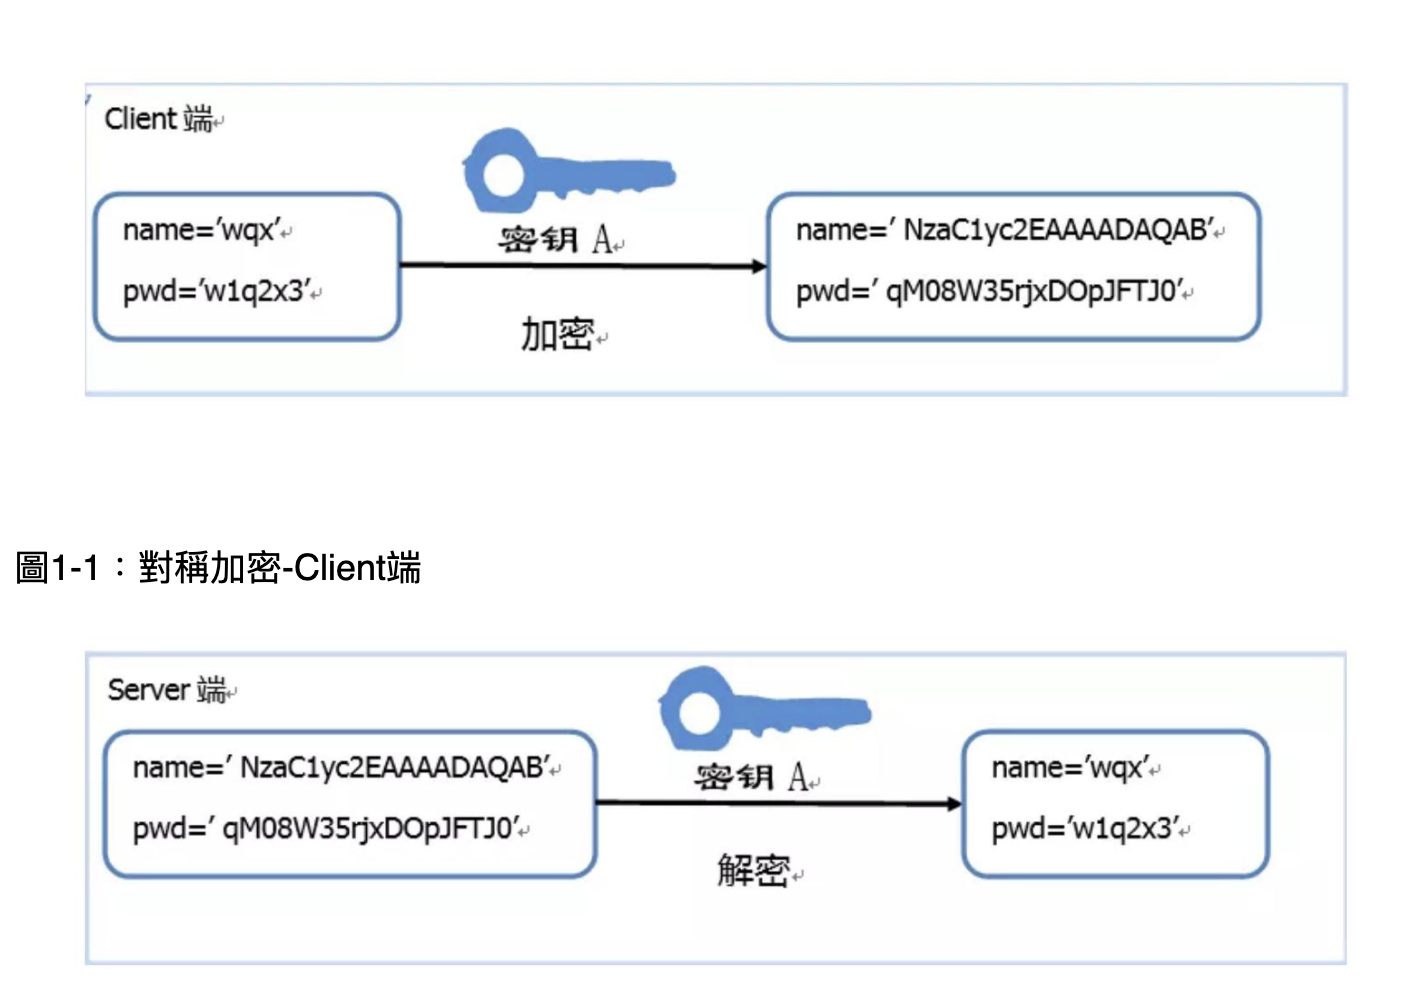 Client 端
name='wqx'
pwd='w1q2x3'
密钥 A
加密
name=' NzaC1yc2EAAAADAQAB'
pwd=' qM08W35rjxDOpJFTJ0'
圖1-1：對稱加密-Client端
Server 端
name=' NzaC1yc2EAAAADAQAB'
pwd=' qM08W35rjxDOpJFTJ0'
密钥 A
解密
name='wqx'
pwd='w1q2x3'